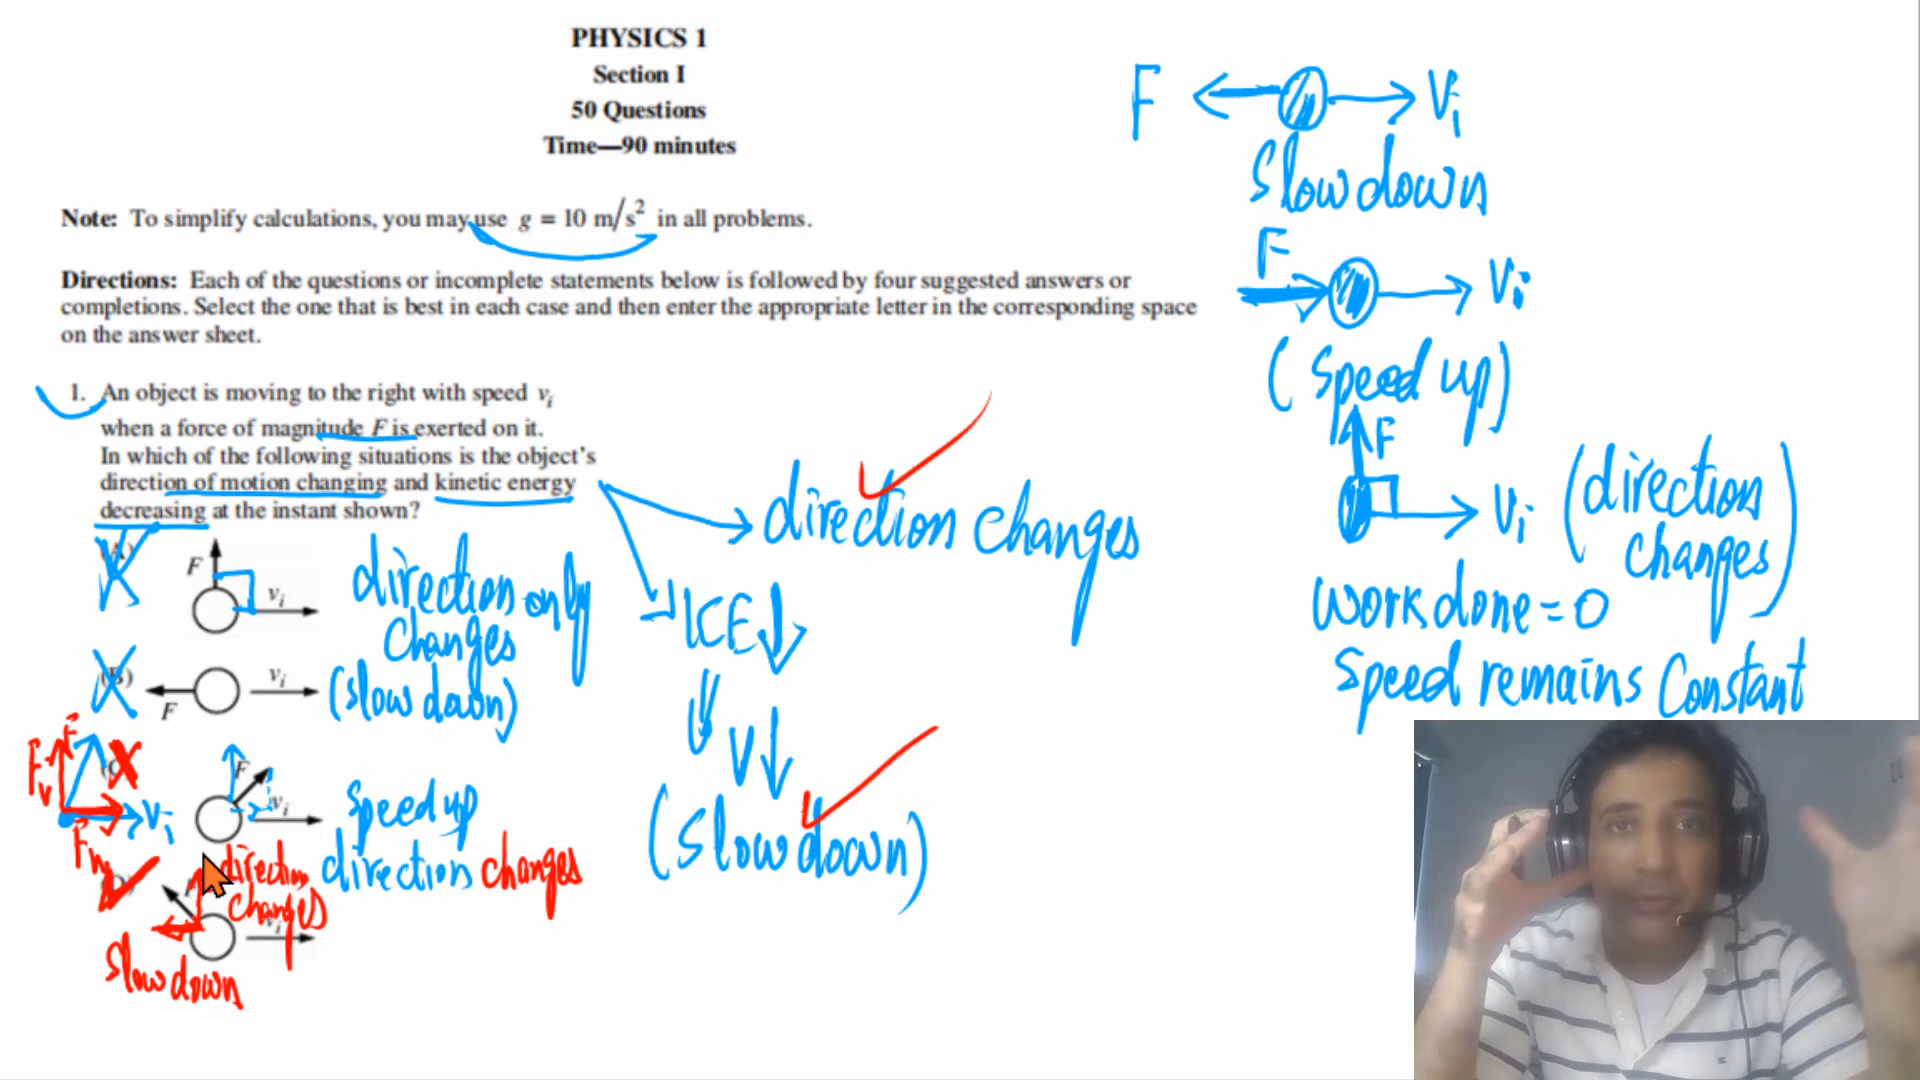 PHYSICS 1
Section I
50 Questions
Time—90 minutes
Note: To simplify calculations, you may use g = 10 m/s² in all problems.
Directions: Each of the questions or incomplete statements below is followed by four suggested answers or
completions. Select the one that is best in each case and then enter the appropriate letter in the corresponding space
on the answer sheet.
1. An object is moving to the right with speed vᵢ
when a force of magnitude F is exerted on it.
In which of the following situations is the object's
direction of motion changing and kinetic energy
decreasing at the instant shown?
(A)
F
vᵢ
direction only
changes
(B)
F
vᵢ
(slow down)
F
Fv
Vᵢ
F
vᵢ
speed up
direction changes
direction
changes
vᵢ
slow down
direction changes
KE↓
V↓
(slow down)
F
Vᵢ
slow down
F
Vᵢ
(speed up)
F
Vᵢ
(direction
changes)
work done = 0
speed remains constant